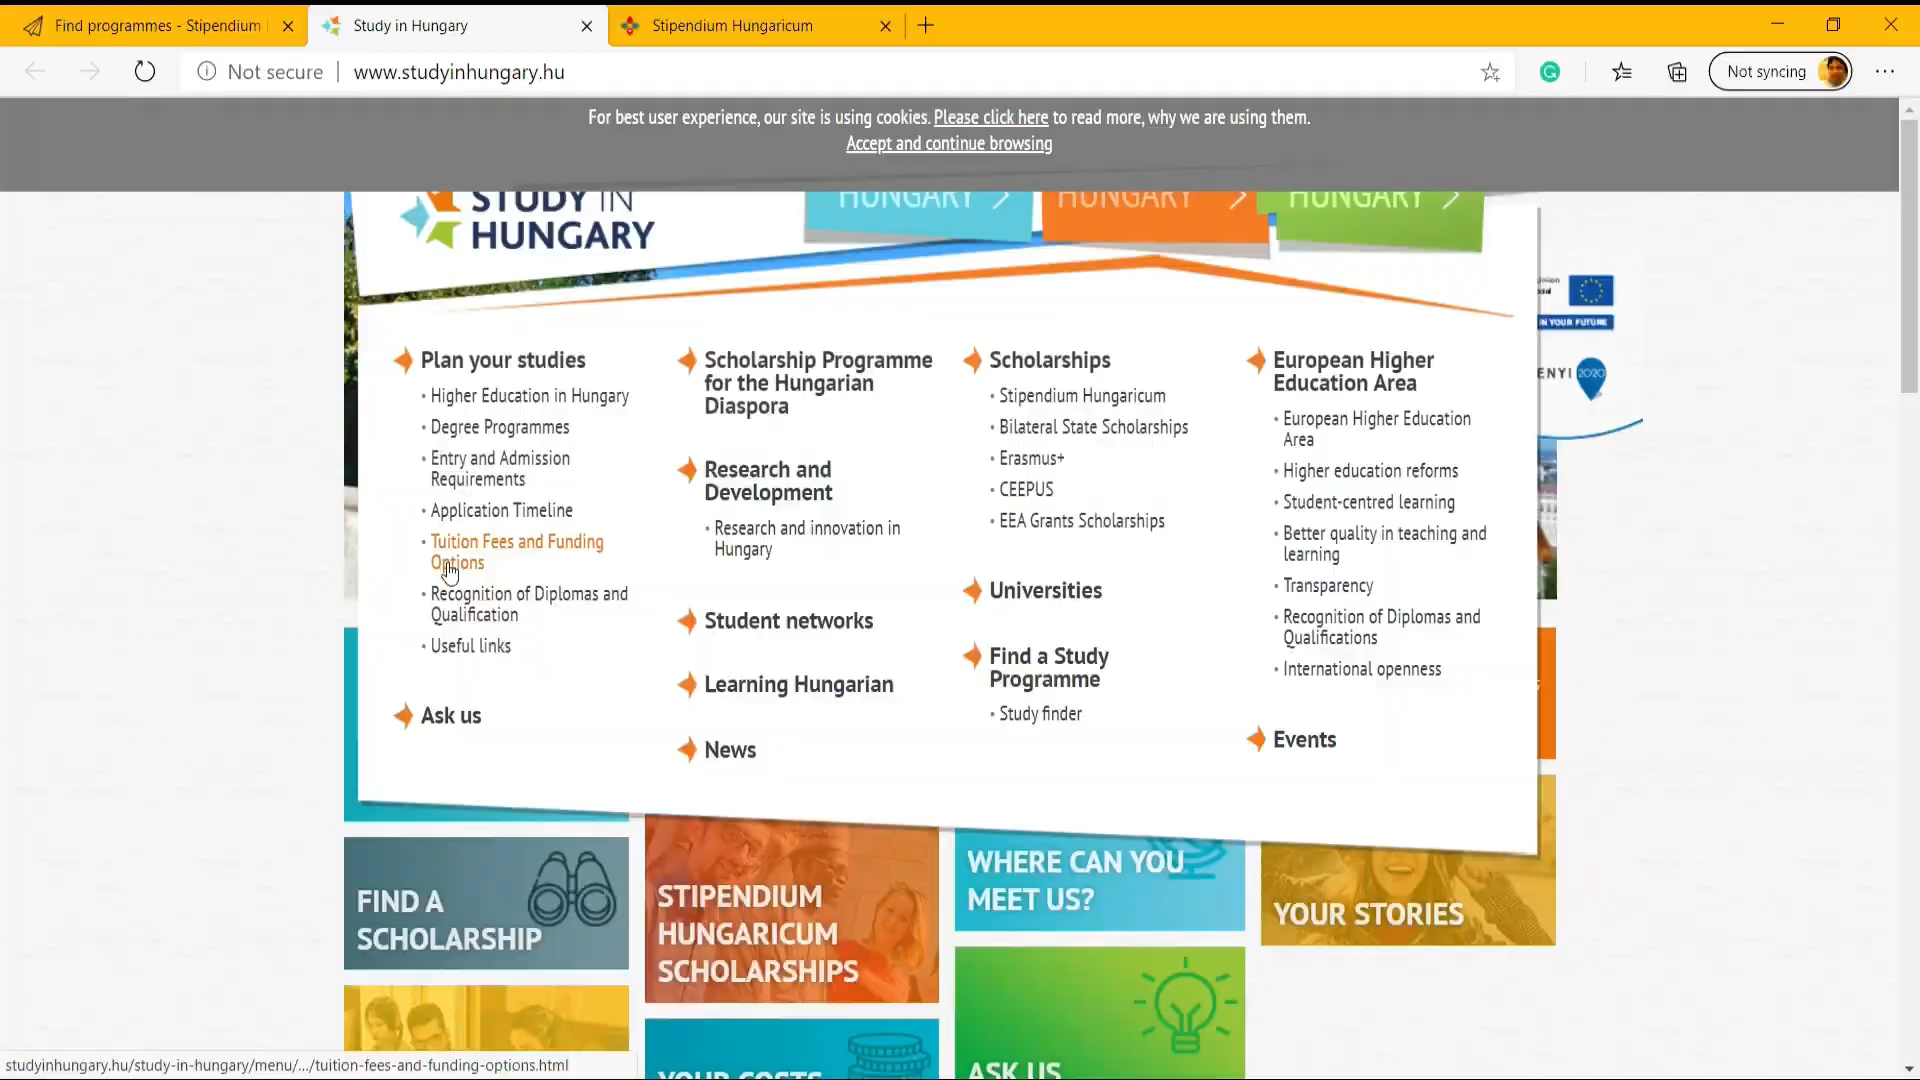 Find programmes - Stipendium
Study in Hungary
Stipendium Hungaricum
Not secure
www.studyinhungary.hu
Not syncing
For best user experience, our site is using cookies. Please click here to read more, why we are using them.
Accept and continue browsing
STUDY IN
HUNGARY
HUNGARY
HUNGARY
HUNGARY
IN YOUR FUTURE
2020
Plan your studies
• Higher Education in Hungary
• Degree Programmes
• Entry and Admission
Requirements
• Application Timeline
• Tuition Fees and Funding
Options
• Recognition of Diplomas and
Qualification
• Useful links
Ask us
Scholarship Programme
for the Hungarian
Diaspora
Research and
Development
• Research and innovation in
Hungary
Student networks
Learning Hungarian
News
Scholarships
• Stipendium Hungaricum
• Bilateral State Scholarships
• Erasmus+
• CEEPUS
• EEA Grants Scholarships
Universities
Find a Study
Programme
• Study finder
European Higher
Education Area
• European Higher Education
Area
• Higher education reforms
• Student-centred learning
• Better quality in teaching and
learning
• Transparency
• Recognition of Diplomas and
Qualifications
• International openness
Events
FIND A
SCHOLARSHIP
STIPENDIUM
HUNGARICUM
SCHOLARSHIPS
WHERE CAN YOU
MEET US?
YOUR STORIES
YOUR COSTS
ASK US
studyinhungary.hu/study-in-hungary/menu/.../tuition-fees-and-funding-options.html